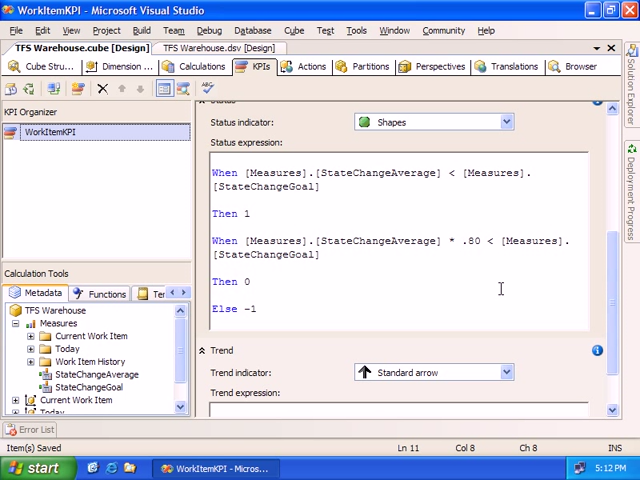 WorkItemKPI - Microsoft Visual Studio
File Edit View Project Build Team Debug Database Cube Test Tools Window Community Help
TFS Warehouse.cube [Design] TFS Warehouse.dsv [Design]
Cube Struc... Dimension ... Calculations KPIs Actions Partitions Perspectives Translations Browser
KPI Organizer
WorkItemKPI
Calculation Tools
Metadata Functions Te
TFS Warehouse
Measures
Current Work Item
Today
Work Item History
StateChangeAverage
StateChangeGoal
Current Work Item
Today
Status
Status indicator: Shapes
Status expression:
When [Measures].[StateChangeAverage] < [Measures].
[StateChangeGoal]
Then 1
When [Measures].[StateChangeAverage] * .80 < [Measures].
[StateChangeGoal]
Then 0
Else -1
Trend
Trend indicator: Standard arrow
Trend expression:
Solution Explorer
Deployment Progress
Error List
Item(s) Saved Ln 11 Col 8 Ch 8 INS
start WorkItemKPI - Micros... 5:12 PM